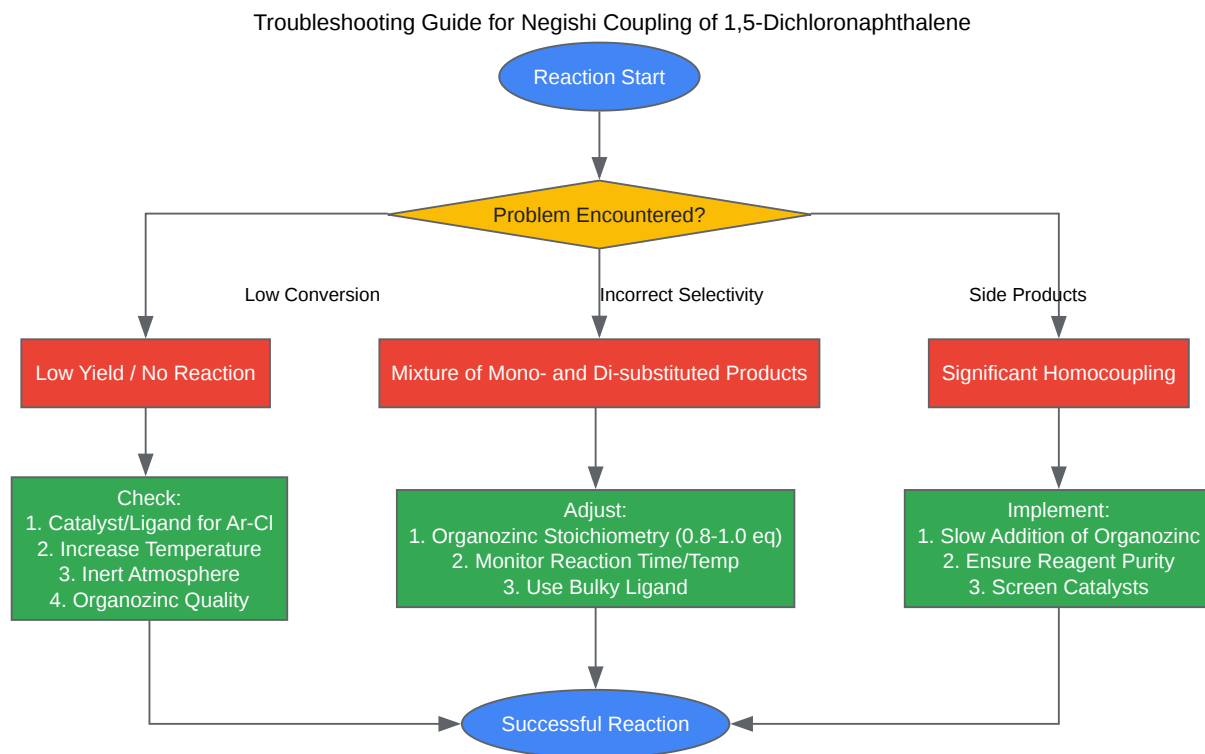 Troubleshooting Guide for Negishi Coupling of 1,5-Dichloronaphthalene
Reaction Start
Problem Encountered?
Low Conversion
Incorrect Selectivity
Side Products
Low Yield / No Reaction
Mixture of Mono- and Di-substituted Products
Significant Homocoupling
Check:
1. Catalyst/Ligand for Ar-Cl
2. Increase Temperature
3. Inert Atmosphere
4. Organozinc Quality
Adjust:
1. Organozinc Stoichiometry (0.8-1.0 eq)
2. Monitor Reaction Time/Temp
3. Use Bulky Ligand
Implement:
1. Slow Addition of Organozinc
2. Ensure Reagent Purity
3. Screen Catalysts
Successful Reaction